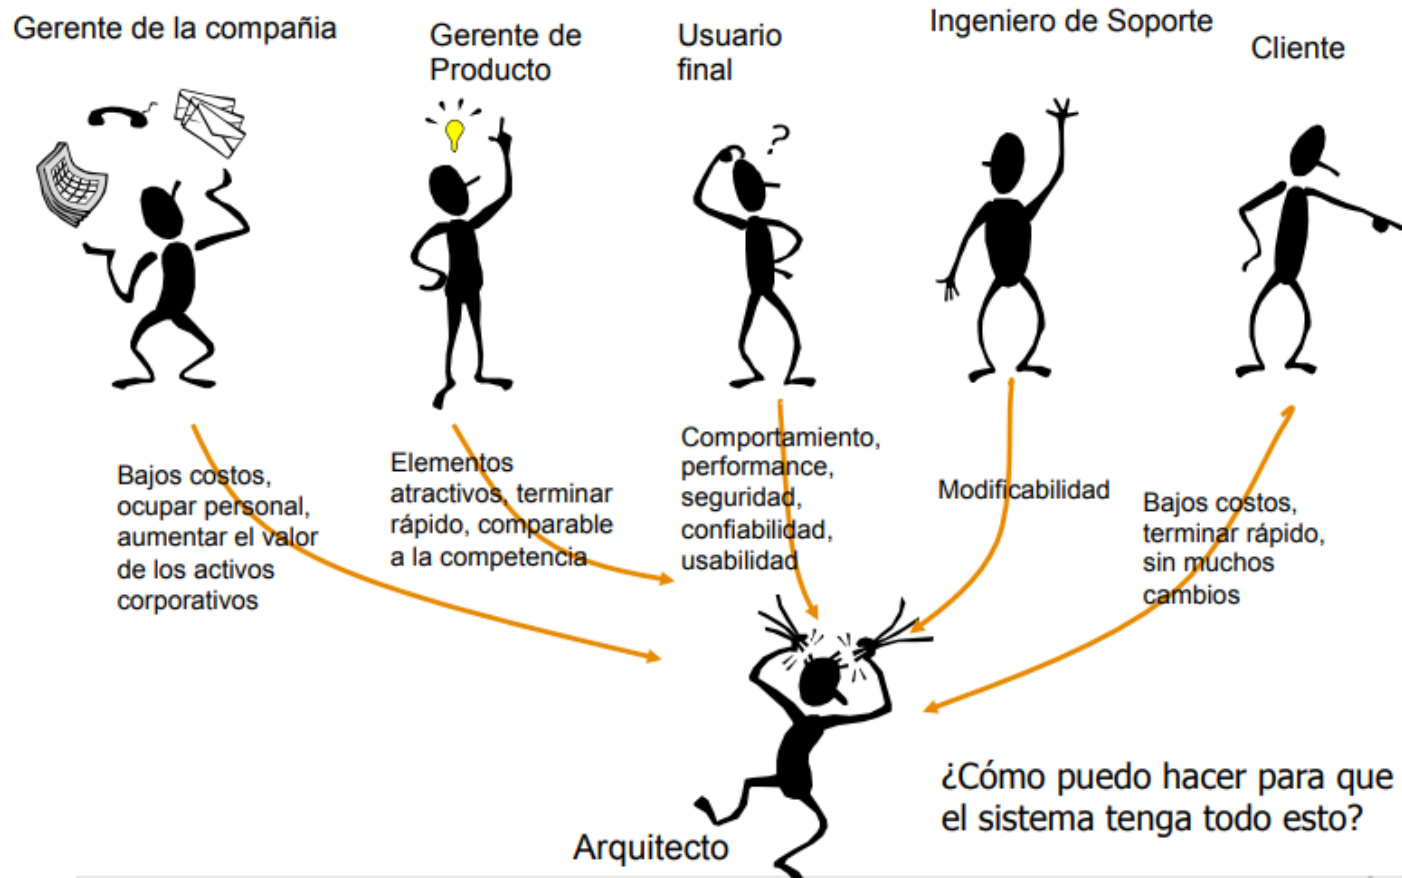 Gerente de la compañia
Gerente de
Producto
Usuario
final
Ingeniero de Soporte
Cliente
?
Bajos costos,
ocupar personal,
aumentar el valor
de los activos
corporativos
Elementos
atractivos, terminar
rápido, comparable
a la competencia
Comportamiento,
performance,
seguridad,
confiabilidad,
usabilidad
Modificabilidad
Bajos costos,
terminar rápido,
sin muchos
cambios
¿Cómo puedo hacer para que
el sistema tenga todo esto?
Arquitecto